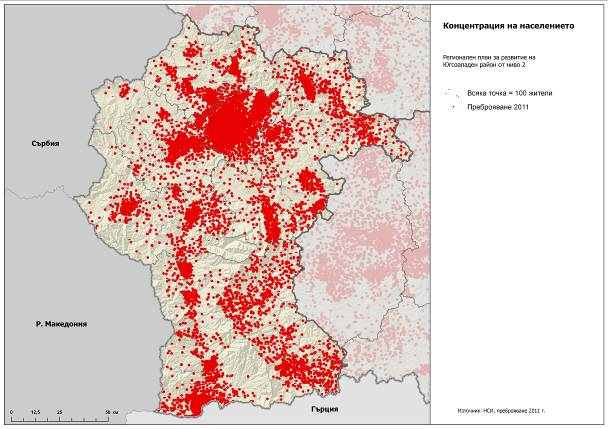 Концентрация на населението
Регионален план за развитие на
Югозападен район от ниво 2
Всяка точка = 100 жители
Преброяване 2011
Сърбия
Р. Македония
Гърция
0 12,5 25 50 км
Източник: НСИ, преброяване 2011 г.